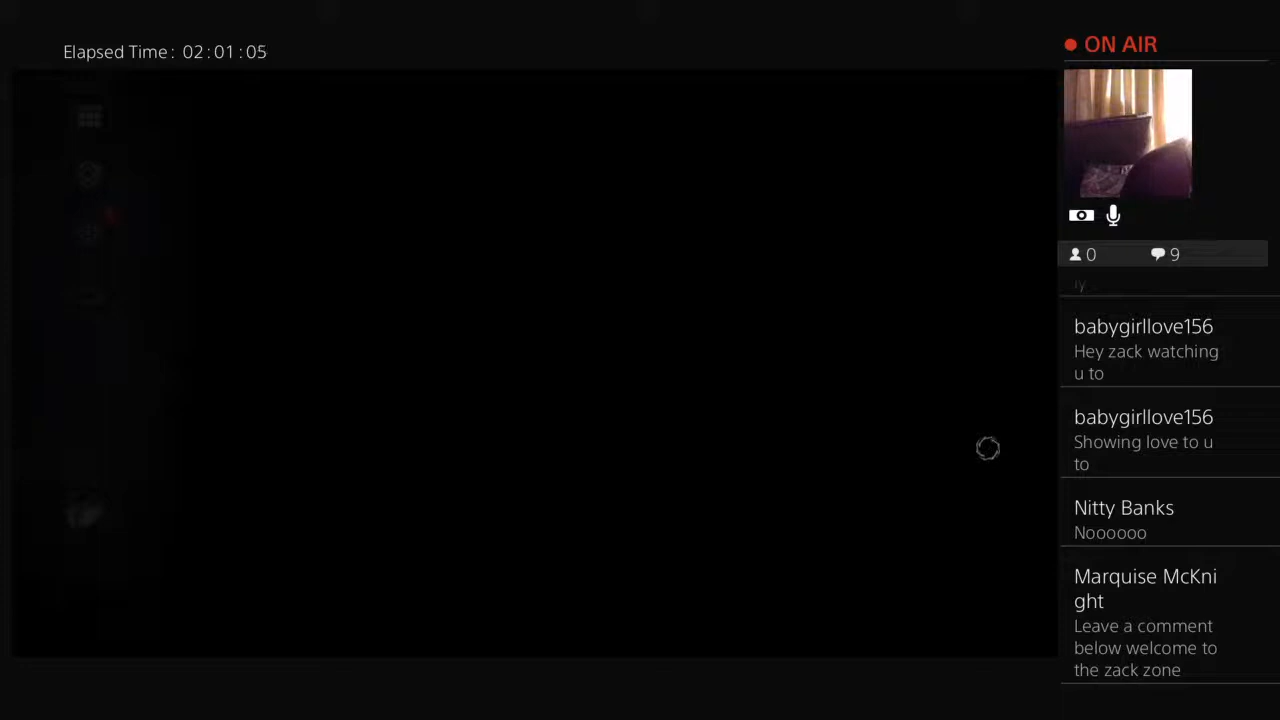 Elapsed Time: 02:01:05
ON AIR
0 9
babygirllove156
Hey zack watching
u to
babygirllove156
Showing love to u
to
Nitty Banks
Noooooo
Marquise McKni
ght
Leave a comment
below welcome to
the zack zone